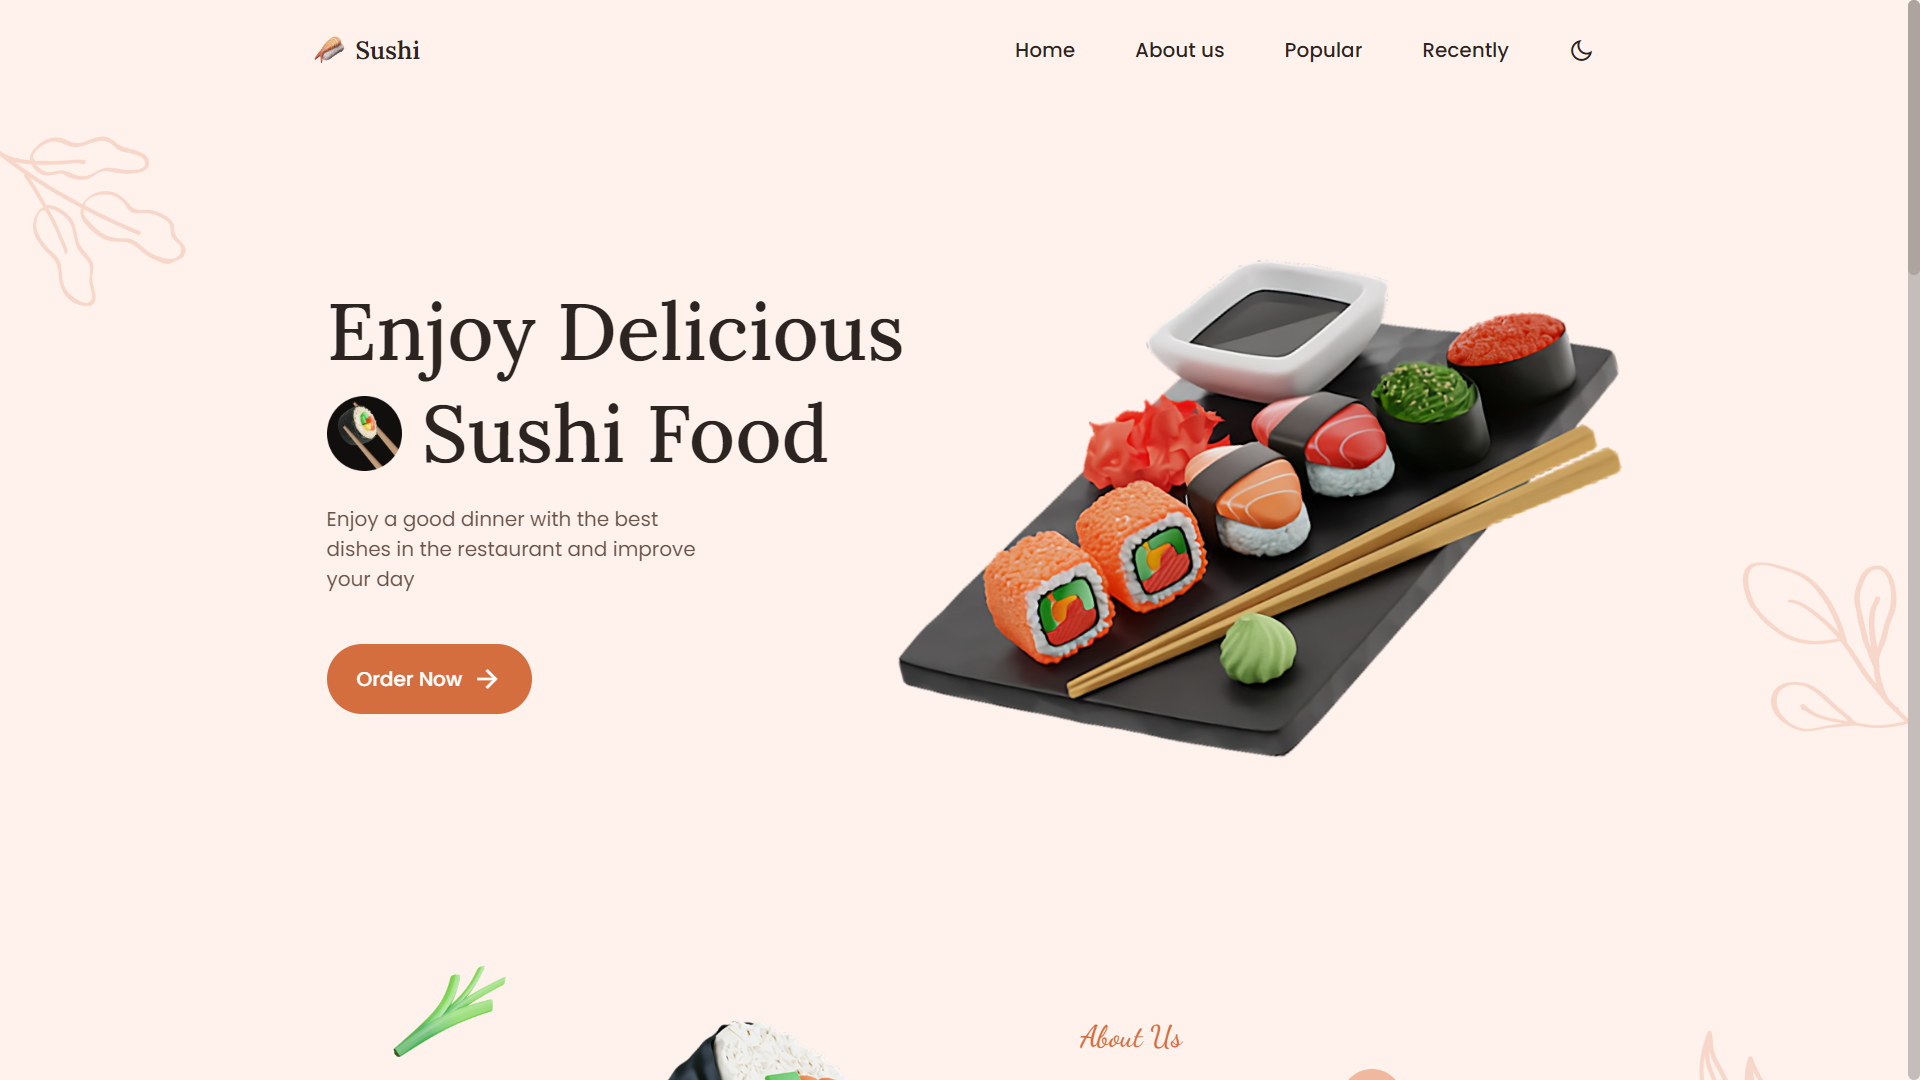 Sushi
Home
About us
Popular
Recently
Enjoy Delicious
Sushi Food
Enjoy a good dinner with the best
dishes in the restaurant and improve
your day
Order Now
About Us